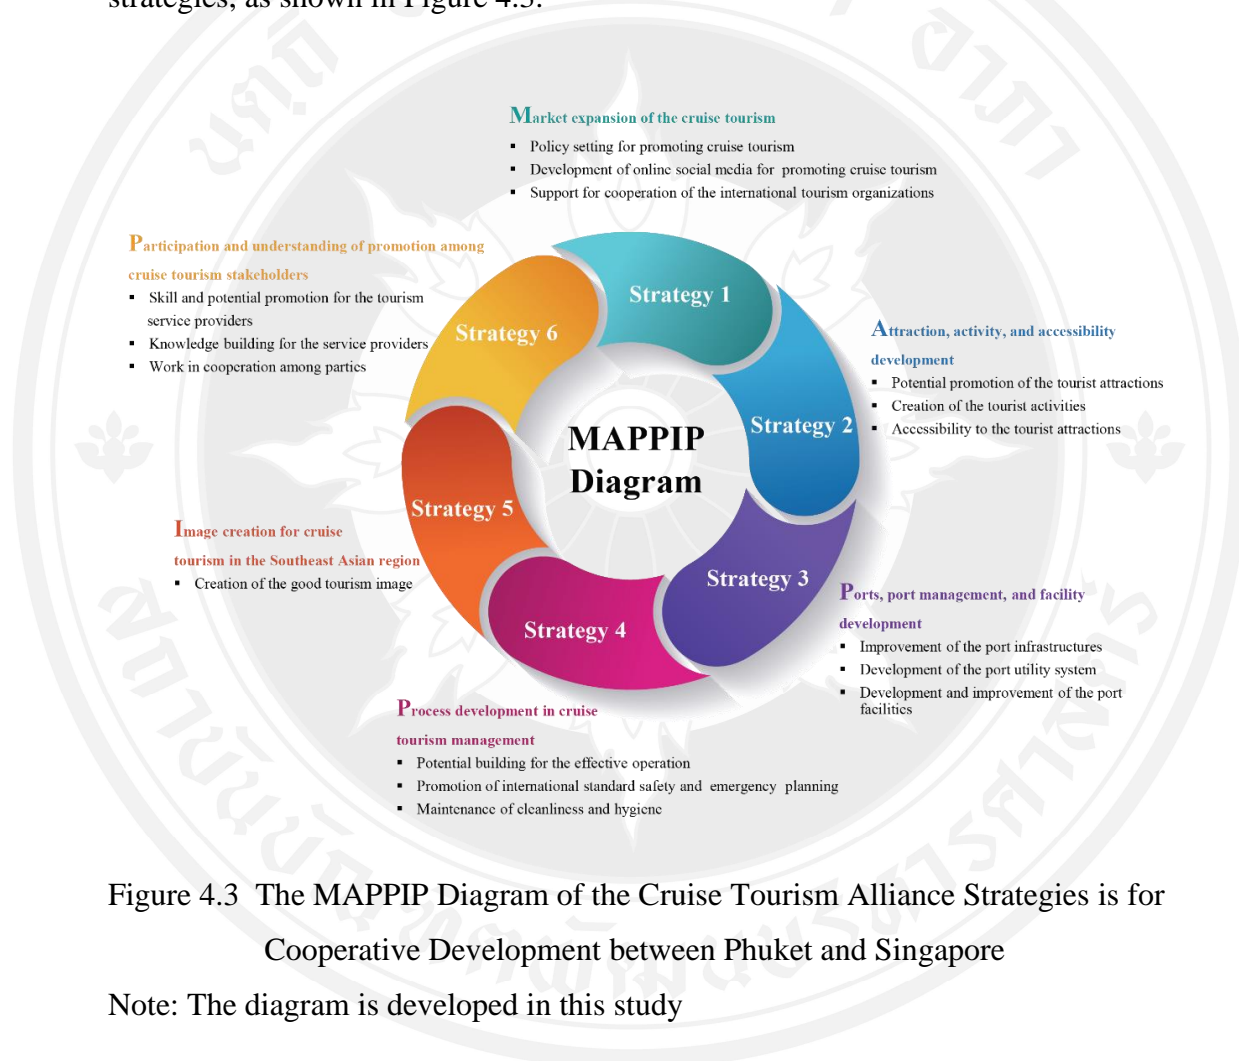 strategies, as shown in Figure 4.3.
Market expansion of the cruise tourism
▪ Policy setting for promoting cruise tourism
▪ Development of online social media for promoting cruise tourism
▪ Support for cooperation of the international tourism organizations
Participation and understanding of promotion among
cruise tourism stakeholders
▪ Skill and potential promotion for the tourism
service providers
▪ Knowledge building for the service providers
▪ Work in cooperation among parties
Strategy 1
Strategy 6
Attraction, activity, and accessibility
development
▪ Potential promotion of the tourist attractions
▪ Creation of the tourist activities
▪ Accessibility to the tourist attractions
Strategy 2
MAPPIP
Diagram
Strategy 5
Image creation for cruise
tourism in the Southeast Asian region
▪ Creation of the good tourism image
Strategy 3
Ports, port management, and facility
development
▪ Improvement of the port infrastructures
▪ Development of the port utility system
▪ Development and improvement of the port
facilities
Strategy 4
Process development in cruise
tourism management
▪ Potential building for the effective operation
▪ Promotion of international standard safety and emergency planning
▪ Maintenance of cleanliness and hygiene
Figure 4.3 The MAPPIP Diagram of the Cruise Tourism Alliance Strategies is for
Cooperative Development between Phuket and Singapore
Note: The diagram is developed in this study